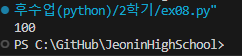 후수업(python)/2학기/ex08.py"
100
PS C:\GitHub\JeoninHighSchool>